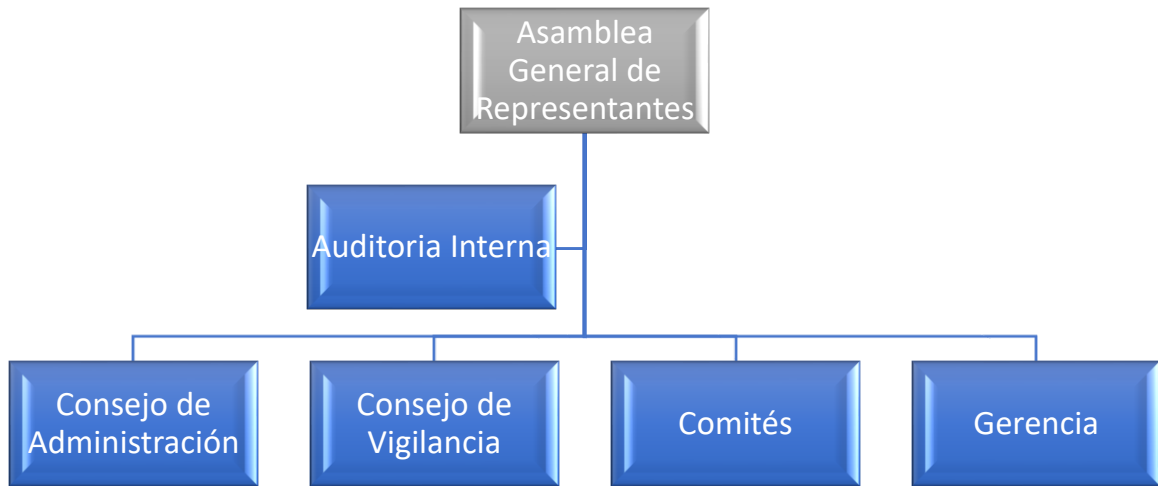 Asamblea
General de
Representantes
Auditoria Interna
Consejo de
Administración
Consejo de
Vigilancia
Comités
Gerencia